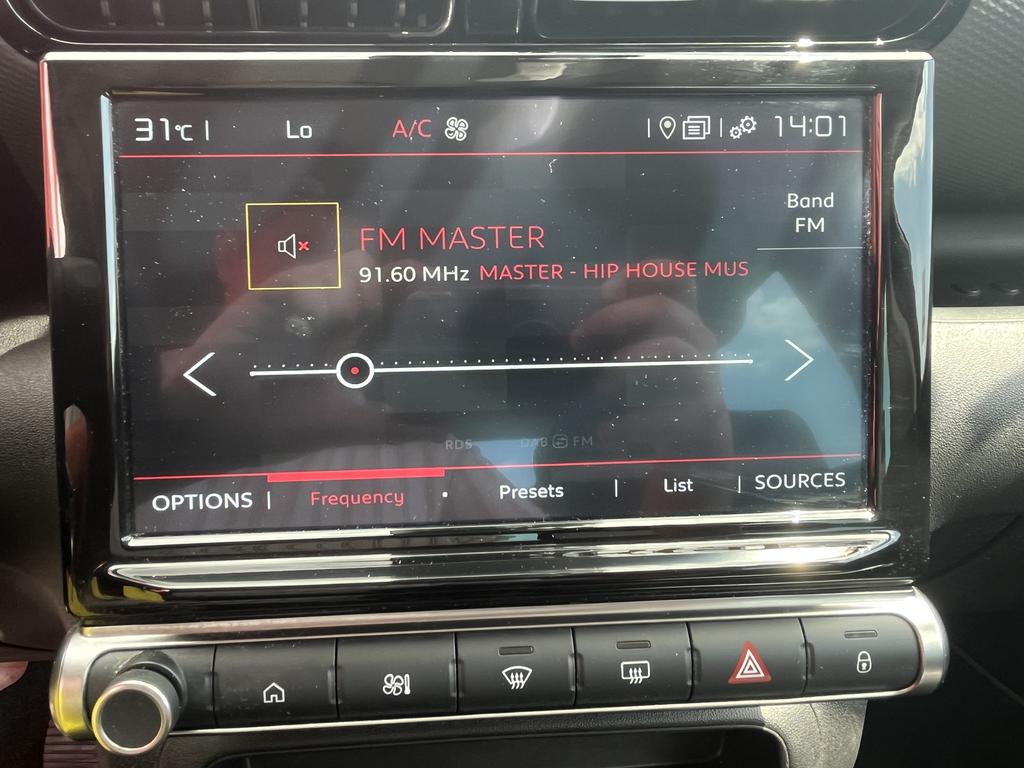 31°C Lo A/C 14:01
Band
FM
FM MASTER
91.60 MHz MASTER - HIP HOUSE MUS
RDS DAB FM
OPTIONS Frequency Presets List SOURCES